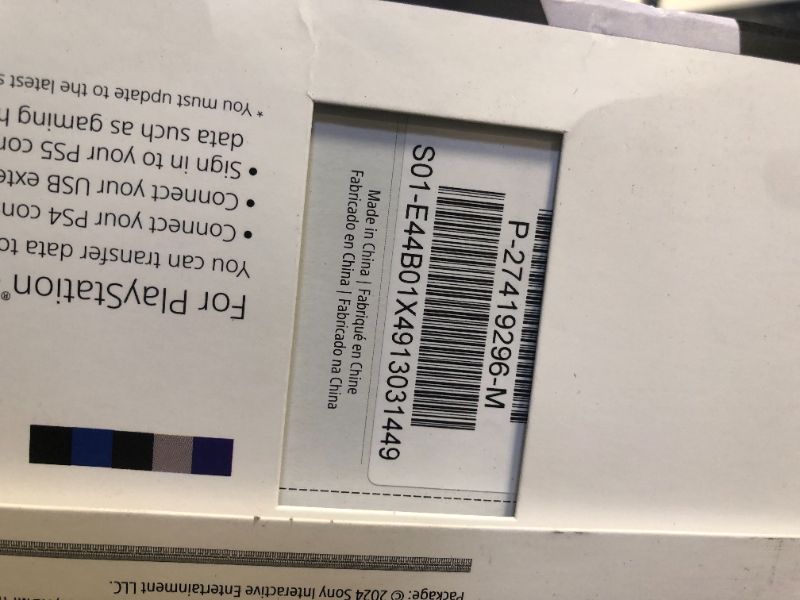 For PlayStation®
You can transfer data to
• Connect your PS4 con
• Connect your USB exte
• Sign in to your PS5 con
data such as gaming h
* You must update to the latest s
P-27419296-M
S01-E44B01X4913031449
Made in China | Fabriqué en Chine
Fabricado en China | Fabricado na China
Package: © 2024 Sony Interactive Entertainment LLC.